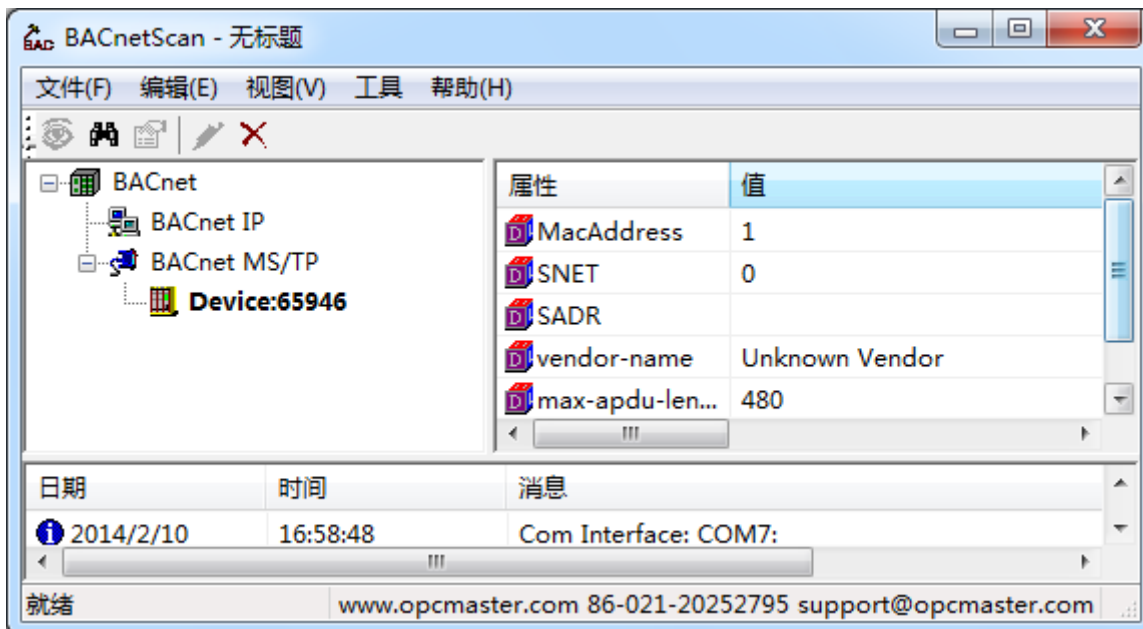 BAC BACnetScan - 无标题
文件(F) 编辑(E) 视图(V) 工具 帮助(H)
BACnet
BACnet IP
BACnet MS/TP
Device:65946
属性 值
MacAddress 1
SNET 0
SADR
vendor-name Unknown Vendor
max-apdu-len... 480
日期 时间 消息
2014/2/10 16:58:48 Com Interface: COM7:
就绪 www.opcmaster.com 86-021-20252795 support@opcmaster.com